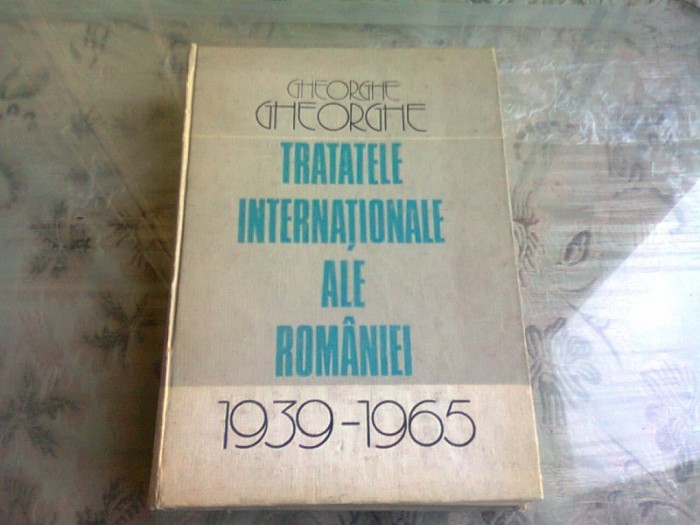 GHEORGHE
GHEORGHE
TRATATELE
INTERNAȚIONALE
ALE
ROMÂNIEI
1939-1965